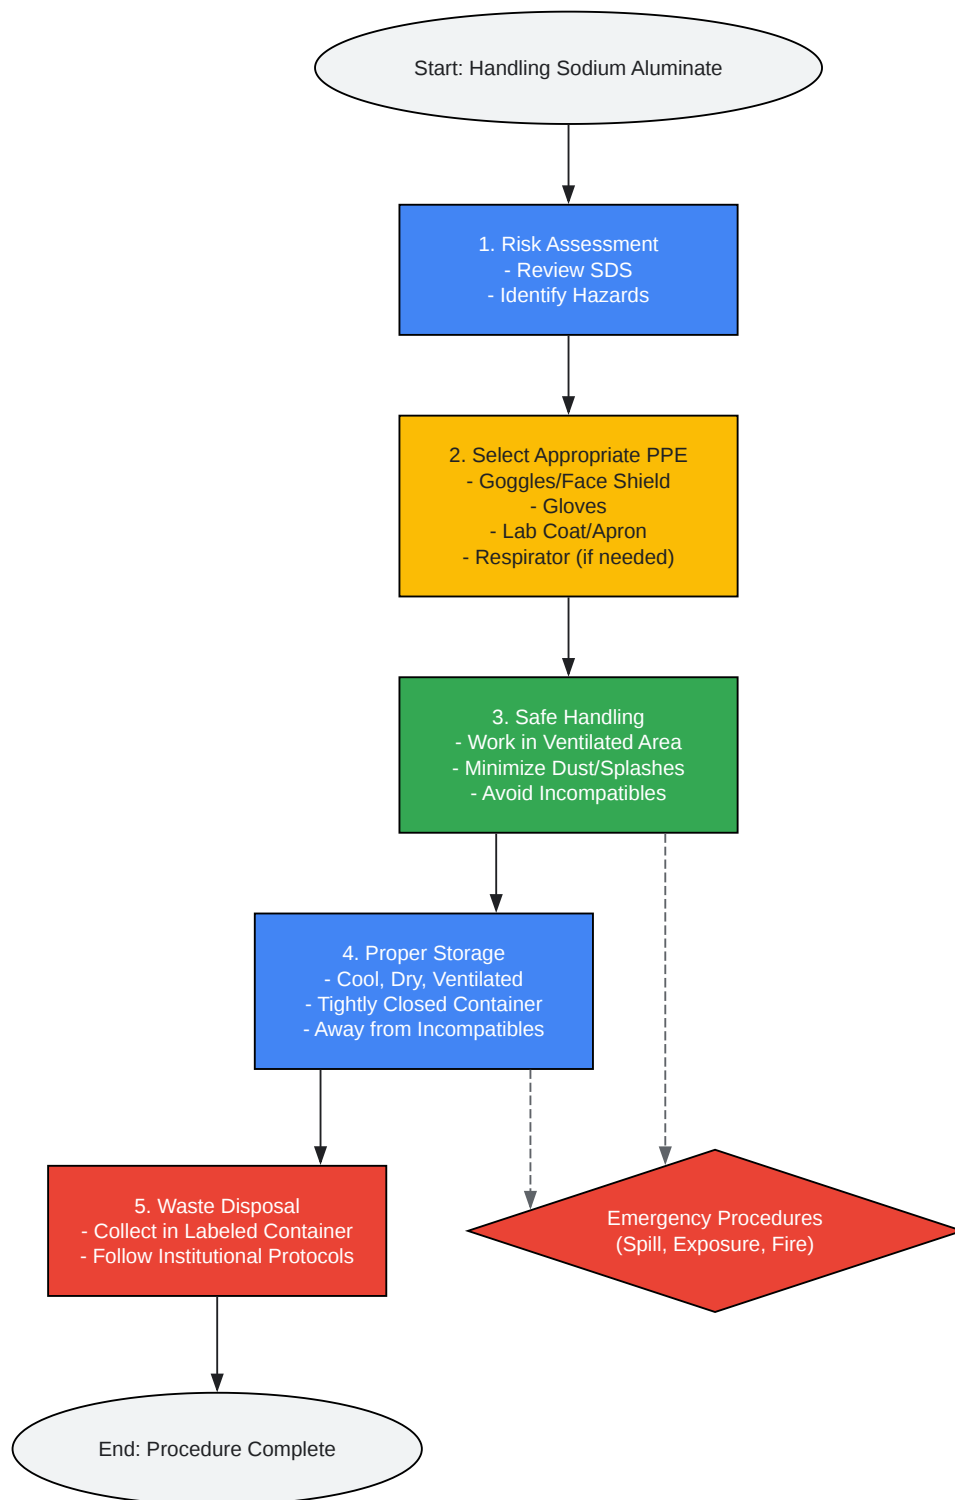 Start: Handling Sodium Aluminate
1. Risk Assessment
- Review SDS
- Identify Hazards
2. Select Appropriate PPE
- Goggles/Face Shield
- Gloves
- Lab Coat/Apron
- Respirator (if needed)
3. Safe Handling
- Work in Ventilated Area
- Minimize Dust/Splashes
- Avoid Incompatibles
4. Proper Storage
- Cool, Dry, Ventilated
- Tightly Closed Container
- Away from Incompatibles
5. Waste Disposal
- Collect in Labeled Container
- Follow Institutional Protocols
Emergency Procedures
(Spill, Exposure, Fire)
End: Procedure Complete